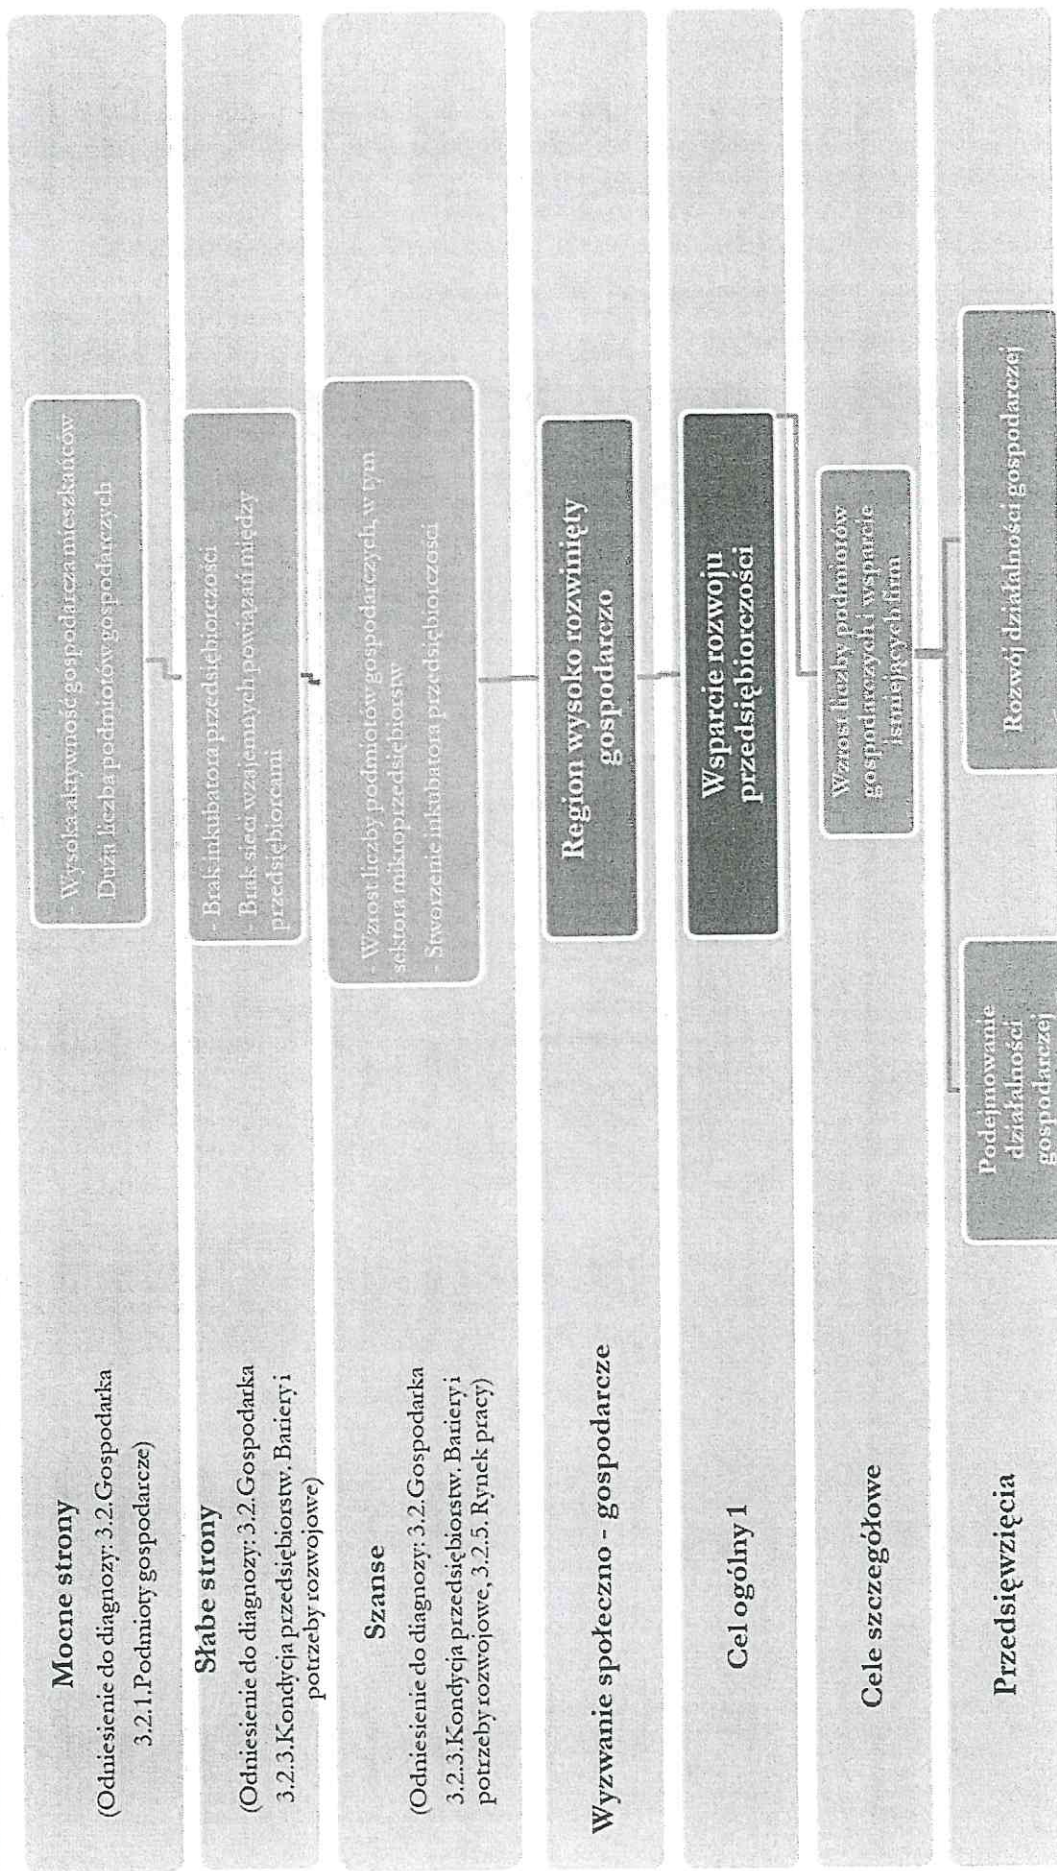 Mocne strony
(Odniesienie do diagnozy: 3.2.Gospodarka
3.2.1.Podmioty gospodarcze)
- Wysoka aktywność gospodarcza mieszkańców
- Duża liczba podmiotów gospodarczych
Słabe strony
(Odniesienie do diagnozy: 3.2.Gospodarka
3.2.3.Kondycja przedsiębiorstw. Bariery i
potrzeby rozwojowe)
- Brak inkubatora przedsiębiorczości
- Brak sieci wzajemnych powiązań między
przedsiębiorcami
Szanse
(Odniesienie do diagnozy: 3.2.Gospodarka
3.2.3.Kondycja przedsiębiorstw. Bariery i
potrzeby rozwojowe, 3.2.5. Rynek pracy)
- Wzrost liczby podmiotów gospodarczych, w tym
sektora mikroprzedsiębiorstw
- Stworzenie inkubatora przedsiębiorczości
Wyzwanie społeczno - gospodarcze
Region wysoko rozwinięty
gospodarczo
Cel ogólny 1
Wsparcie rozwoju
przedsiębiorczości
Cele szczegółowe
Wzrost liczby podmiotów
gospodarczych i wsparcie
istniejących firm
Przedsięwzięcia
Podejmowanie
działalności
gospodarczej
Rozwój działalności gospodarczej